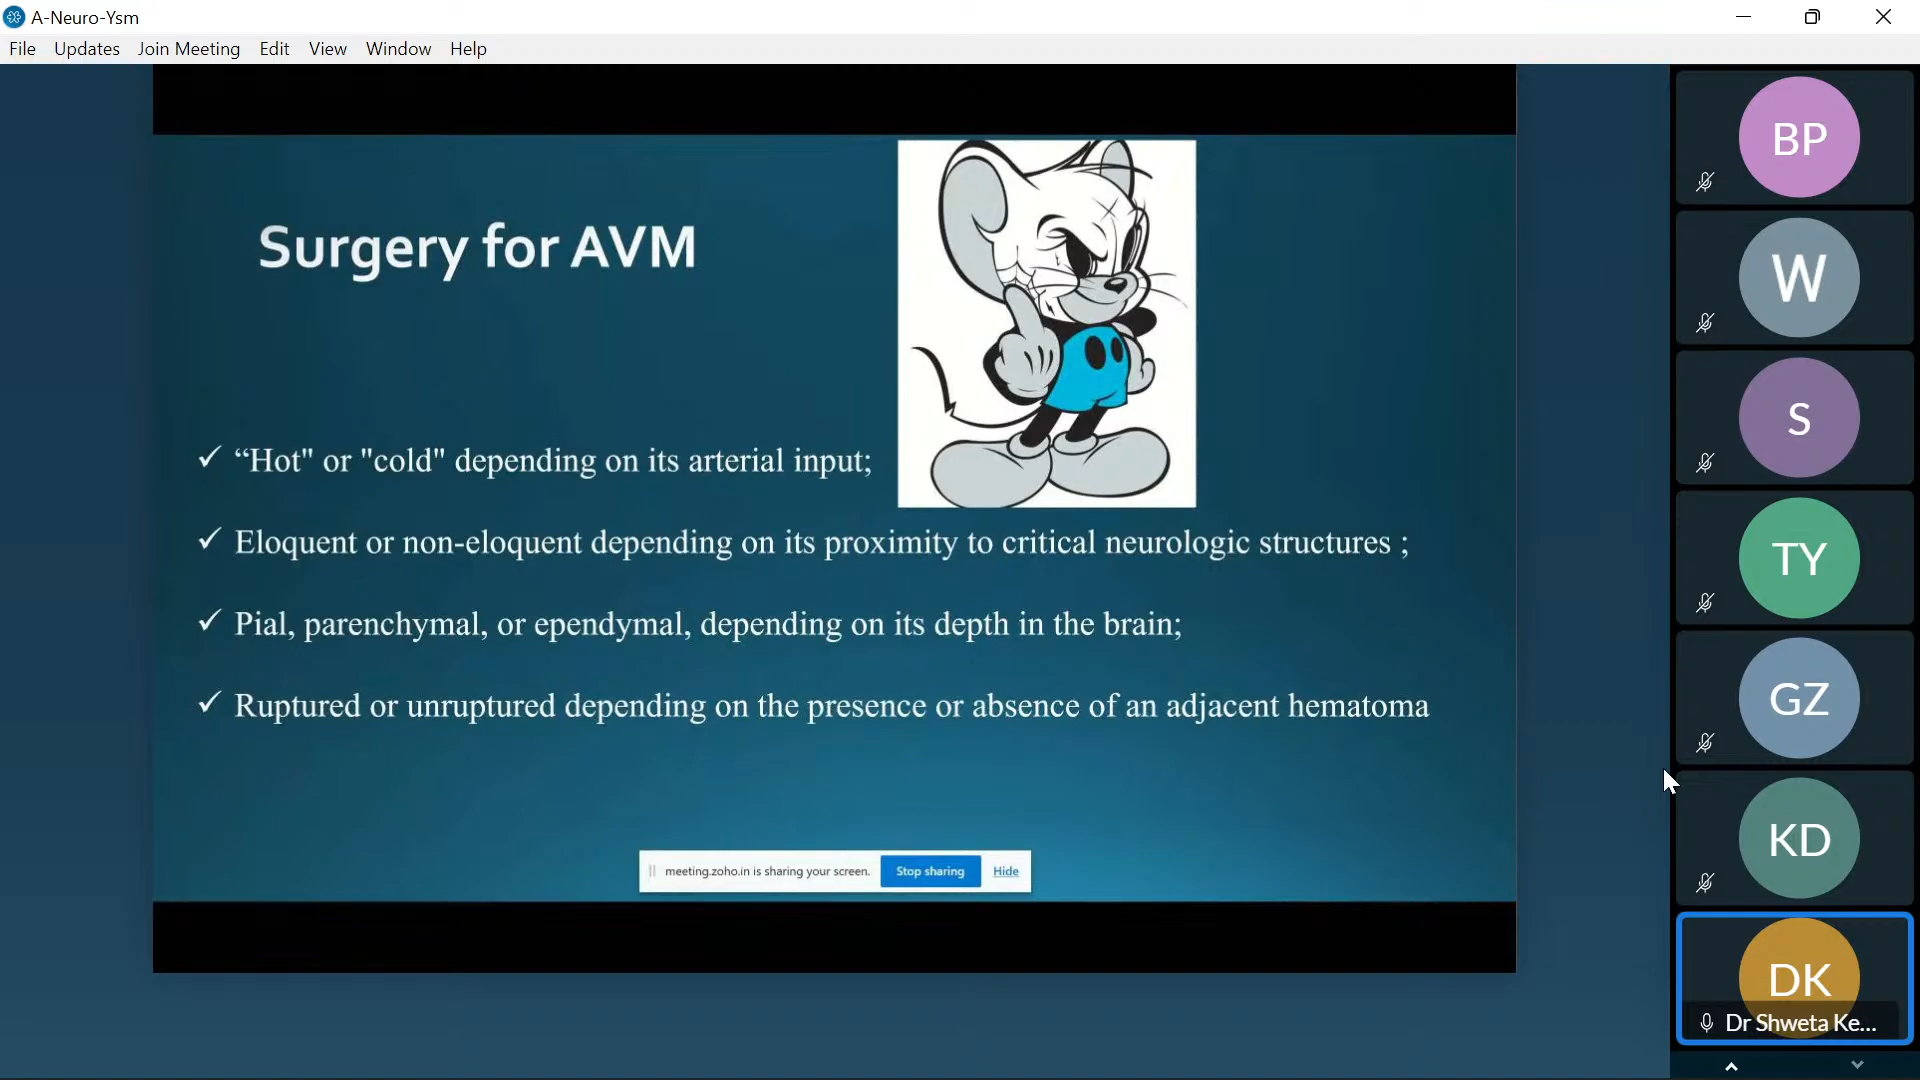 A-Neuro-Ysm
File Updates Join Meeting Edit View Window Help
BP
W
S
TY
GZ
KD
DK
Dr Shweta Ke...
Surgery for AVM
✓ “Hot" or "cold" depending on its arterial input;
✓ Eloquent or non-eloquent depending on its proximity to critical neurologic structures ;
✓ Pial, parenchymal, or ependymal, depending on its depth in the brain;
✓ Ruptured or unruptured depending on the presence or absence of an adjacent hematoma
meeting.zoho.in is sharing your screen. Stop sharing Hide